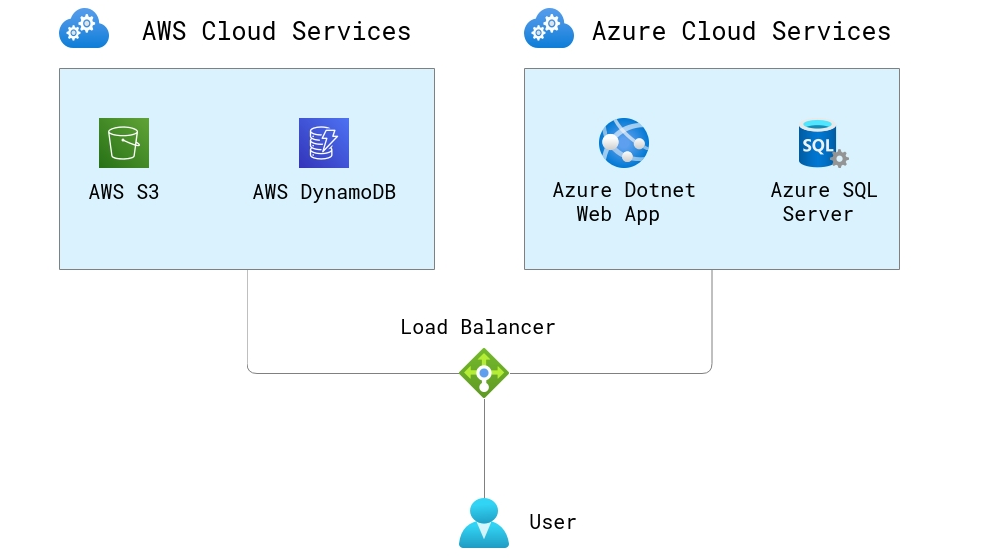 AWS Cloud Services
Azure Cloud Services
AWS S3
AWS DynamoDB
Azure Dotnet
Web App
SQL
Azure SQL
Server
Load Balancer
User